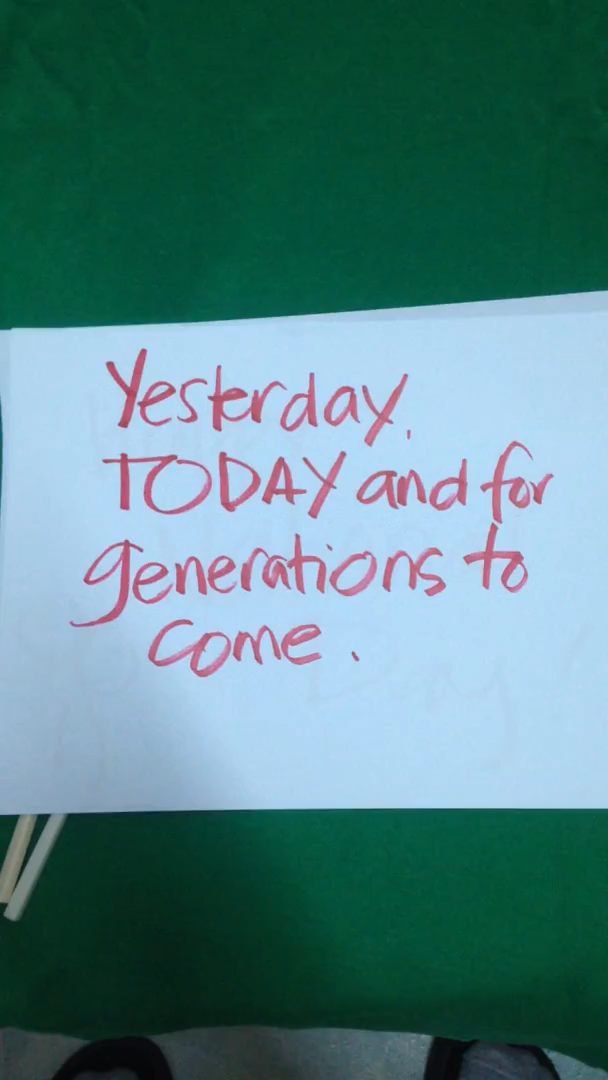 Yesterday,
TODAY and for
generations to
come.